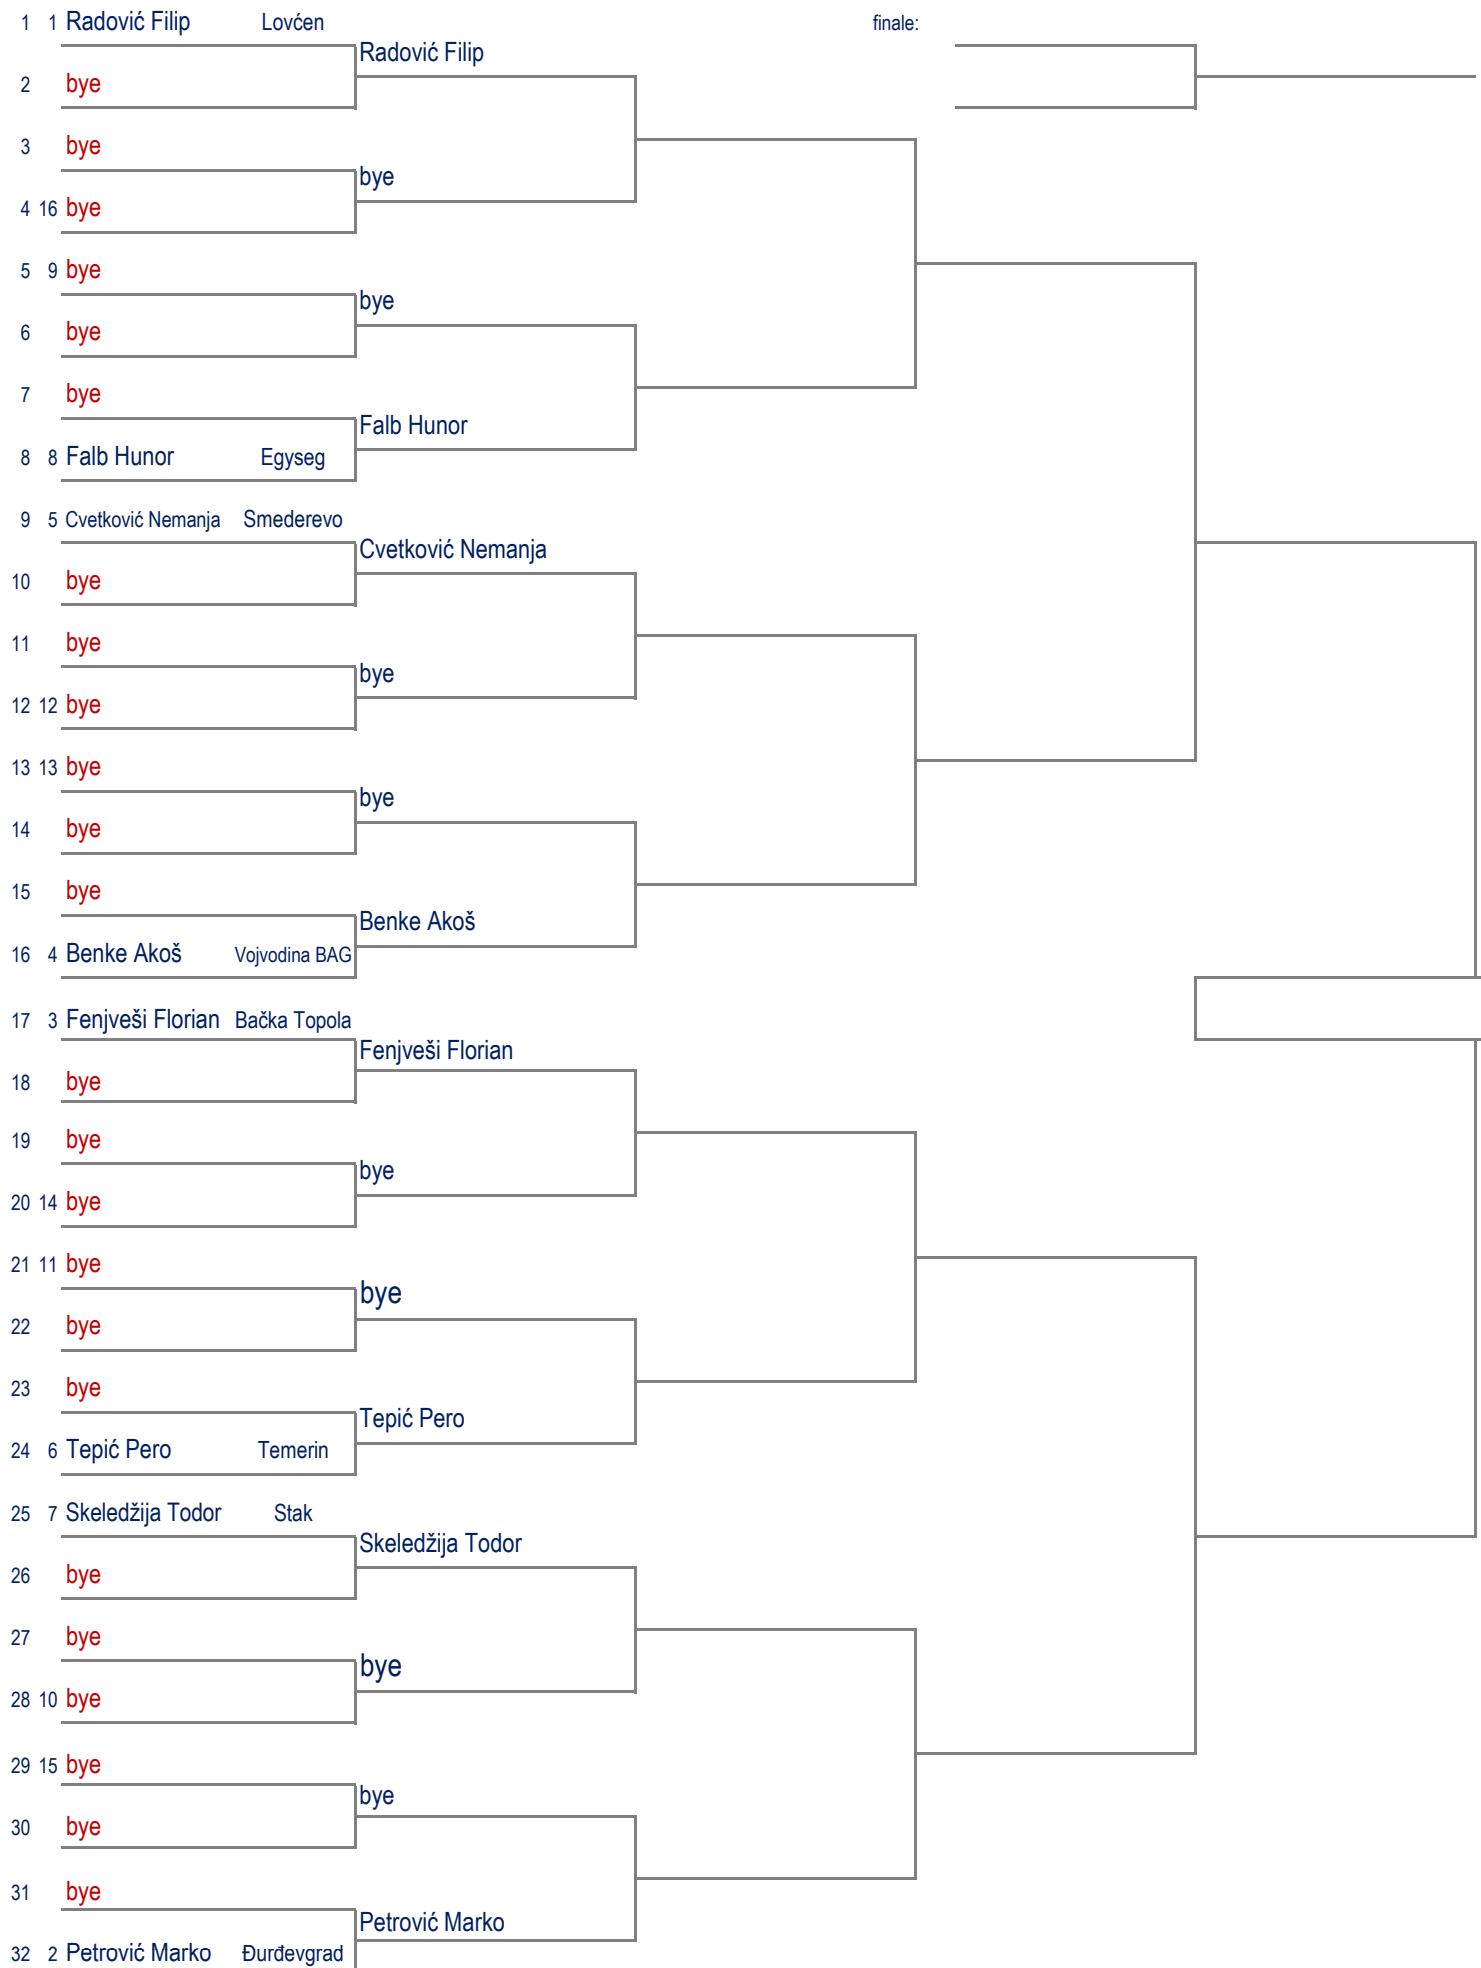 1 1 Radović Filip Lovćen finale:
Radović Filip
2 bye
3 bye
bye
4 16 bye
5 9 bye
bye
6 bye
7 bye
Falb Hunor
8 8 Falb Hunor Egyseg
9 5 Cvetković Nemanja Smederevo
Cvetković Nemanja
10 bye
11 bye
bye
12 12 bye
13 13 bye
bye
14 bye
15 bye
Benke Akoš
16 4 Benke Akoš Vojvodina BAG
17 3 Fenjveši Florian Bačka Topola
Fenjveši Florian
18 bye
19 bye
bye
20 14 bye
21 11 bye
bye
22 bye
23 bye
Tepić Pero
24 6 Tepić Pero Temerin
25 7 Skeledžija Todor Stak
Skeledžija Todor
26 bye
27 bye
bye
28 10 bye
29 15 bye
bye
30 bye
31 bye
Petrović Marko
32 2 Petrović Marko Đurđevgrad